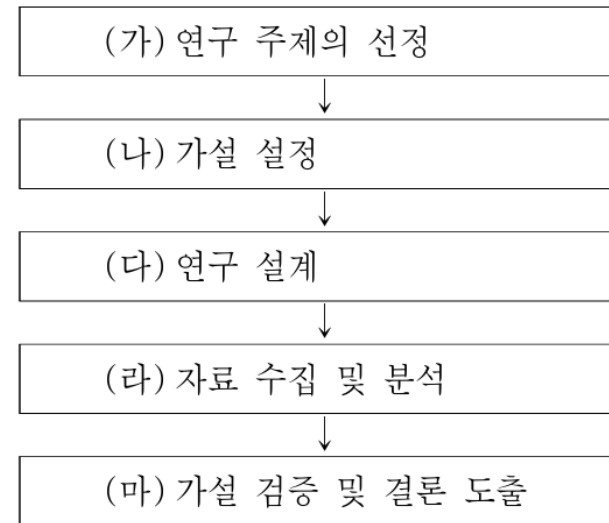 (가) 연구 주제의 선정
(나) 가설 설정
(다) 연구 설계
(라) 자료 수집 및 분석
(마) 가설 검증 및 결론 도출